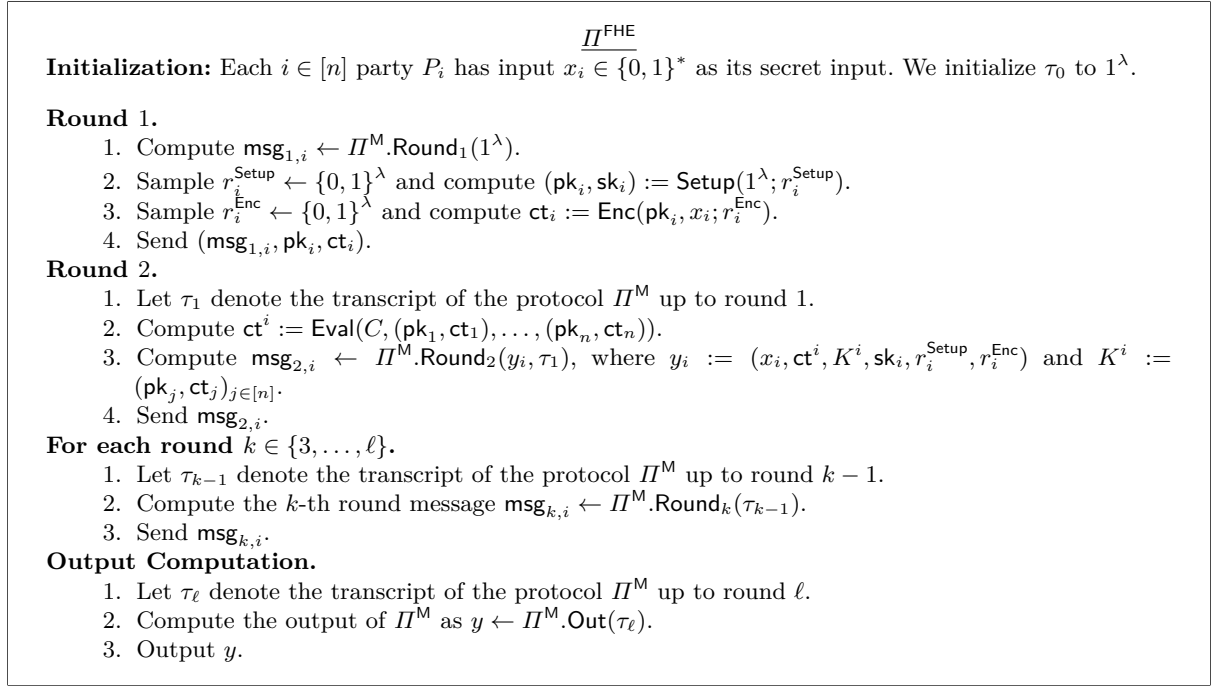 Π^FHE
Initialization: Each i ∈ [n] party P_i has input x_i ∈ {0, 1}^* as its secret input. We initialize τ_0 to 1^λ.
Round 1.
1. Compute msg_{1,i} ← Π^M.Round_1(1^λ).
2. Sample r_i^Setup ← {0, 1}^λ and compute (pk_i, sk_i) := Setup(1^λ; r_i^Setup).
3. Sample r_i^Enc ← {0, 1}^λ and compute ct_i := Enc(pk_i, x_i; r_i^Enc).
4. Send (msg_{1,i}, pk_i, ct_i).
Round 2.
1. Let τ_1 denote the transcript of the protocol Π^M up to round 1.
2. Compute ct^i := Eval(C, (pk_1, ct_1), . . . , (pk_n, ct_n)).
3. Compute msg_{2,i} ← Π^M.Round_2(y_i, τ_1), where y_i := (x_i, ct^i, K^i, sk_i, r_i^Setup, r_i^Enc) and K^i :=
(pk_j, ct_j)_{j∈[n]}.
4. Send msg_{2,i}.
For each round k ∈ {3, . . . , ℓ}.
1. Let τ_{k−1} denote the transcript of the protocol Π^M up to round k − 1.
2. Compute the k-th round message msg_{k,i} ← Π^M.Round_k(τ_{k−1}).
3. Send msg_{k,i}.
Output Computation.
1. Let τ_ℓ denote the transcript of the protocol Π^M up to round ℓ.
2. Compute the output of Π^M as y ← Π^M.Out(τ_ℓ).
3. Output y.